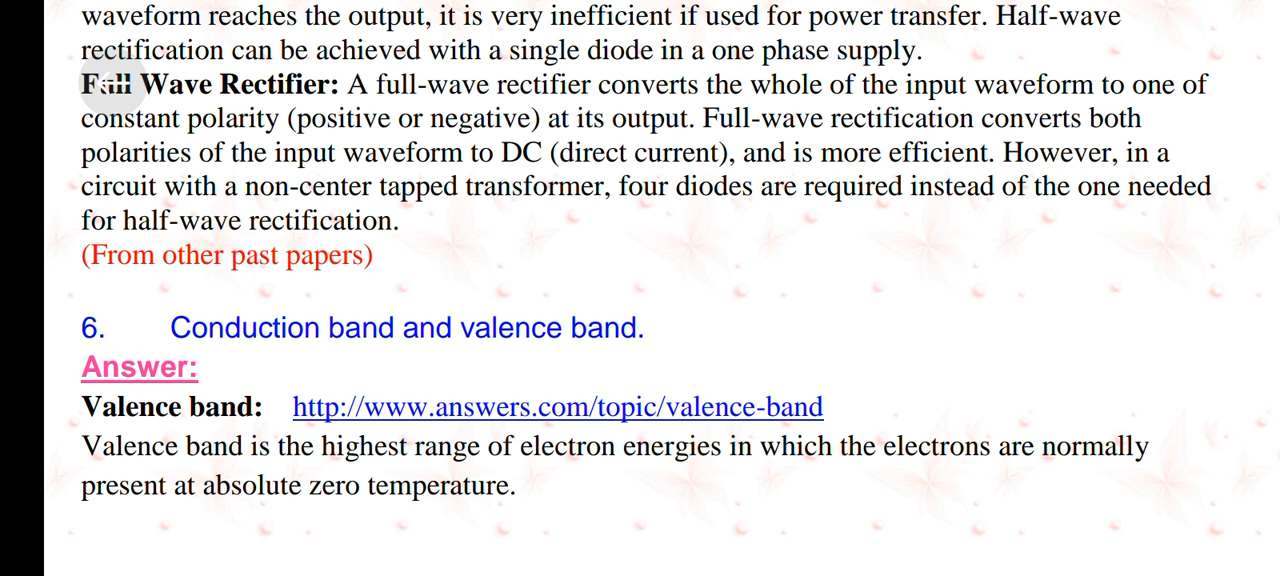 waveform reaches the output, it is very inefficient if used for power transfer. Half-wave
rectification can be achieved with a single diode in a one phase supply.
Full Wave Rectifier: A full-wave rectifier converts the whole of the input waveform to one of
constant polarity (positive or negative) at its output. Full-wave rectification converts both
polarities of the input waveform to DC (direct current), and is more efficient. However, in a
circuit with a non-center tapped transformer, four diodes are required instead of the one needed
for half-wave rectification.
(From other past papers)
6. Conduction band and valence band.
Answer:
Valence band: http://www.answers.com/topic/valence-band
Valence band is the highest range of electron energies in which the electrons are normally
present at absolute zero temperature.